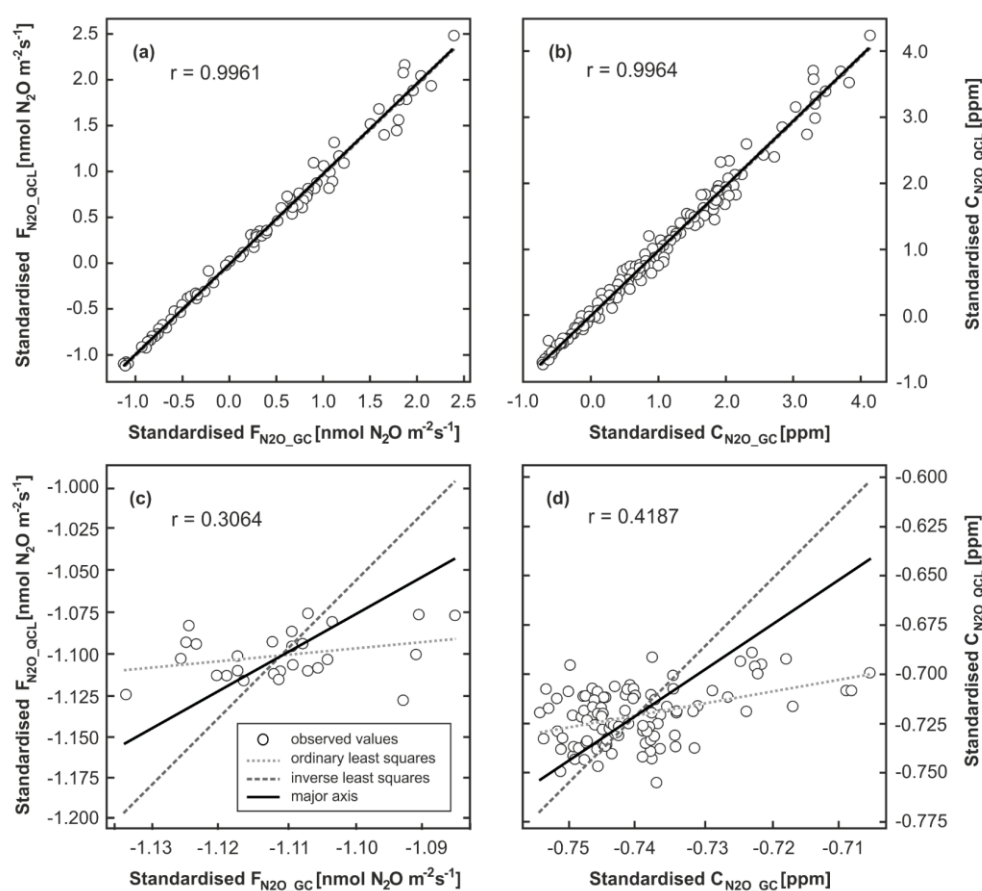 (a)
r = 0.9961
2.5
2.0
1.5
1.0
0.5
0.0
-0.5
-1.0
Standardised F_N2O_QCL [nmol N₂O m⁻²s⁻¹]
-1.0 -0.5 0.0 0.5 1.0 1.5 2.0 2.5
Standardised F_N2O_GC [nmol N₂O m⁻²s⁻¹]
(b)
r = 0.9964
4.0
3.0
2.0
1.0
0.0
-1.0
Standardised C_N2O_QCL [ppm]
-1.0 0.0 1.0 2.0 3.0 4.0
Standardised C_N2O_GC [ppm]
(c)
r = 0.3064
-1.000
-1.025
-1.050
-1.075
-1.100
-1.125
-1.150
-1.175
-1.200
Standardised F_N2O_QCL [nmol N₂O m⁻²s⁻¹]
observed values
ordinary least squares
inverse least squares
major axis
-1.13 -1.12 -1.11 -1.10 -1.09
Standardised F_N2O_GC [nmol N₂O m⁻²s⁻¹]
(d)
r = 0.4187
-0.600
-0.625
-0.650
-0.675
-0.700
-0.725
-0.750
-0.775
Standardised C_N2O_QCL [ppm]
-0.75 -0.74 -0.73 -0.72 -0.71
Standardised C_N2O_GC [ppm]